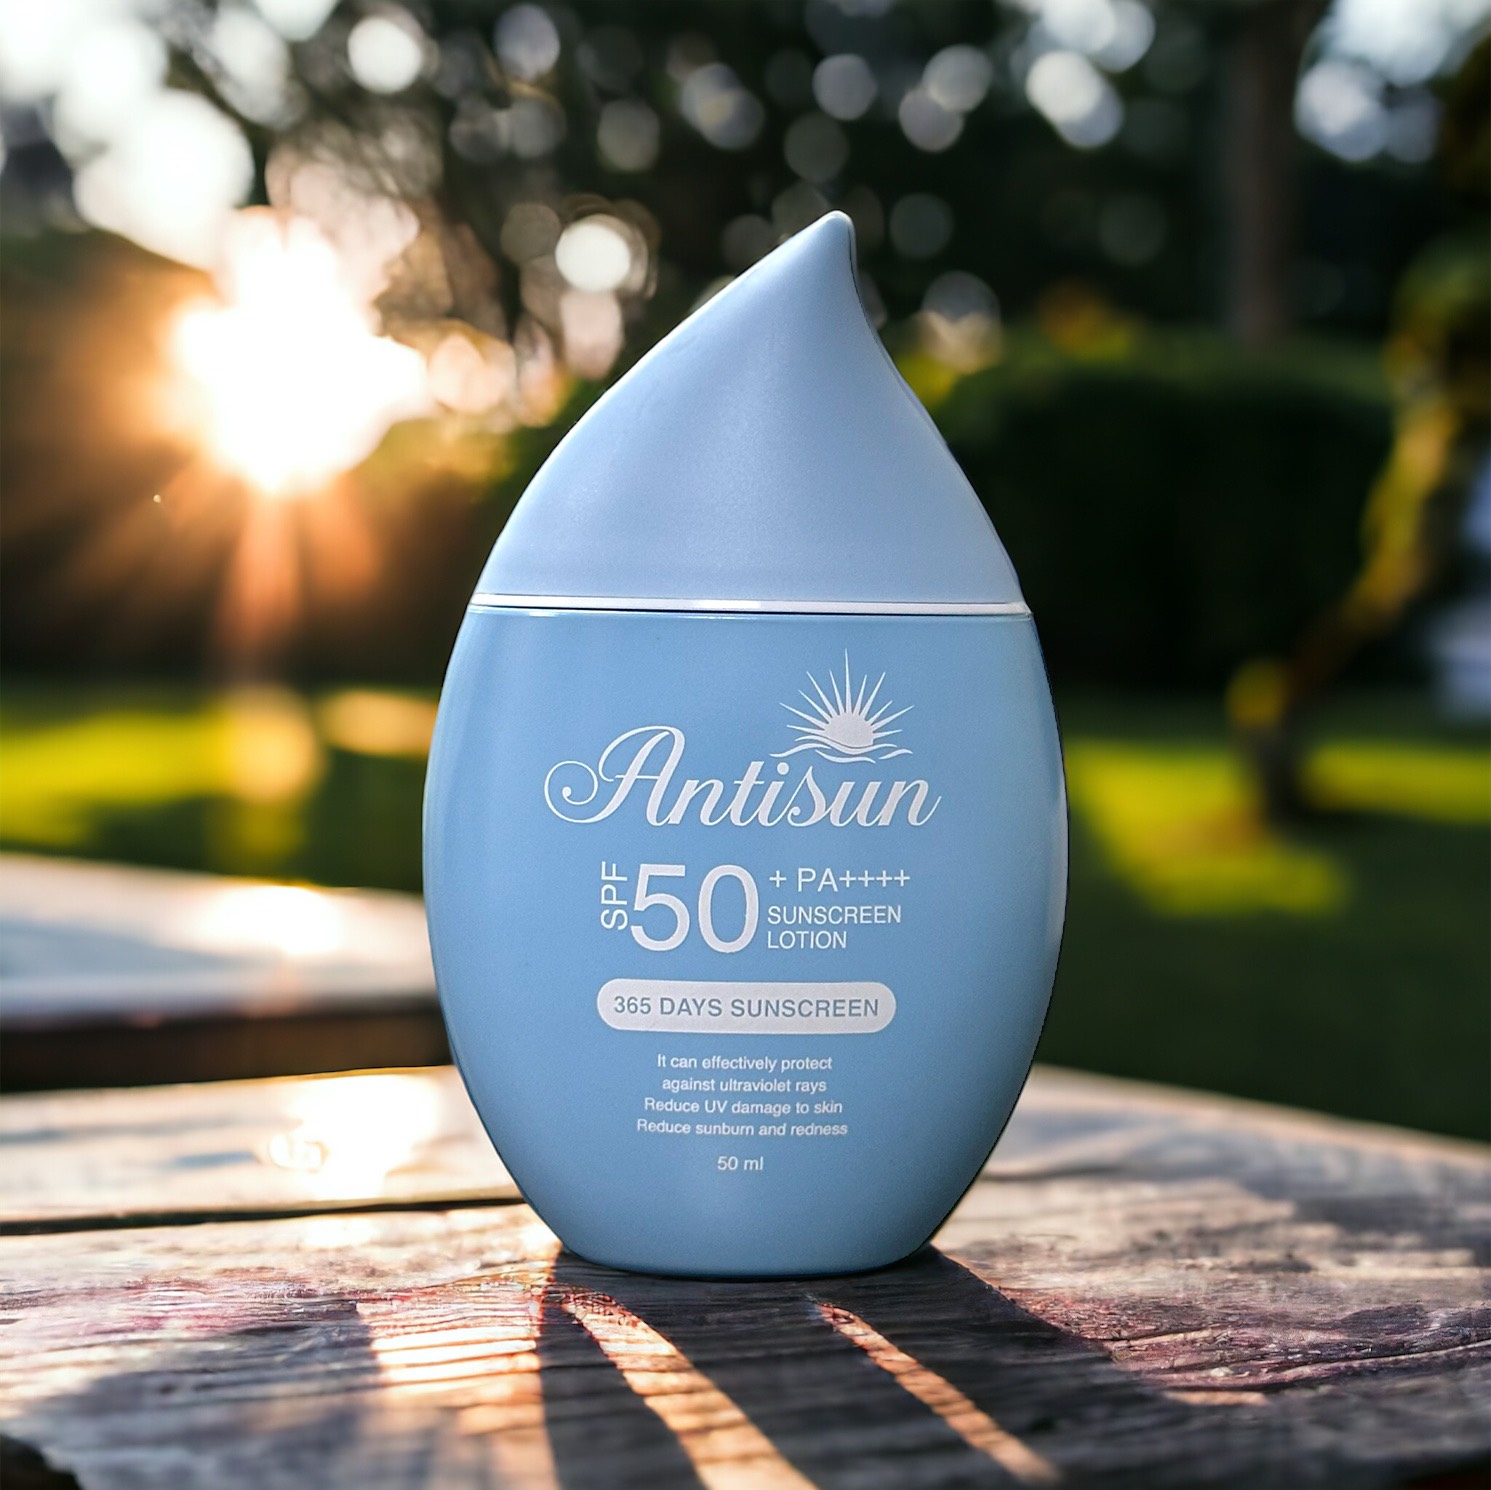 Antisun
SPF 50 + PA++++
SUNSCREEN
LOTION
365 DAYS SUNSCREEN
It can effectively protect
against ultraviolet rays
Reduce UV damage to skin
Reduce sunburn and redness
50 ml